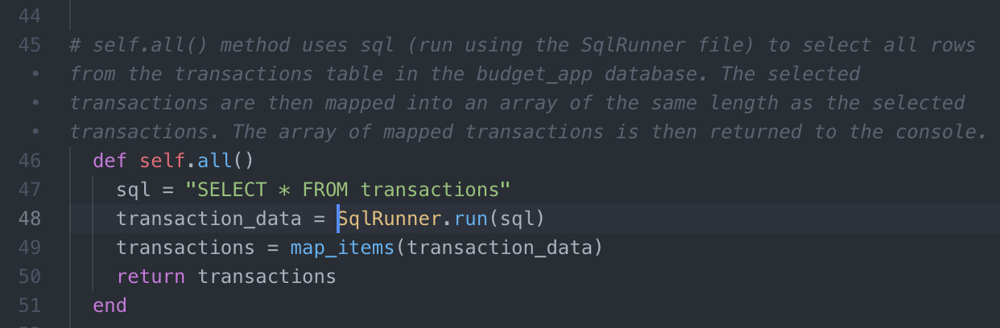 44
45 # self.all() method uses sql (run using the SqlRunner file) to select all rows
• from the transactions table in the budget_app database. The selected
• transactions are then mapped into an array of the same length as the selected
• transactions. The array of mapped transactions is then returned to the console.
46 def self.all()
47 sql = "SELECT * FROM transactions"
48 transaction_data = SqlRunner.run(sql)
49 transactions = map_items(transaction_data)
50 return transactions
51 end